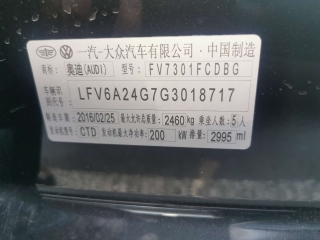 一汽-大众汽车有限公司·中国制造
商标: 奥迪(AUDI) 型号: FV7301FCDBG
车辆识别代号: LFV6A24G7G3018717
制造年月: 2016/02/25 最大允许总质量: 2460 kg 乘坐人数: 5人
发动机型号: CTD 发动机最大净功率: 200 kW 排量: 2995 ml